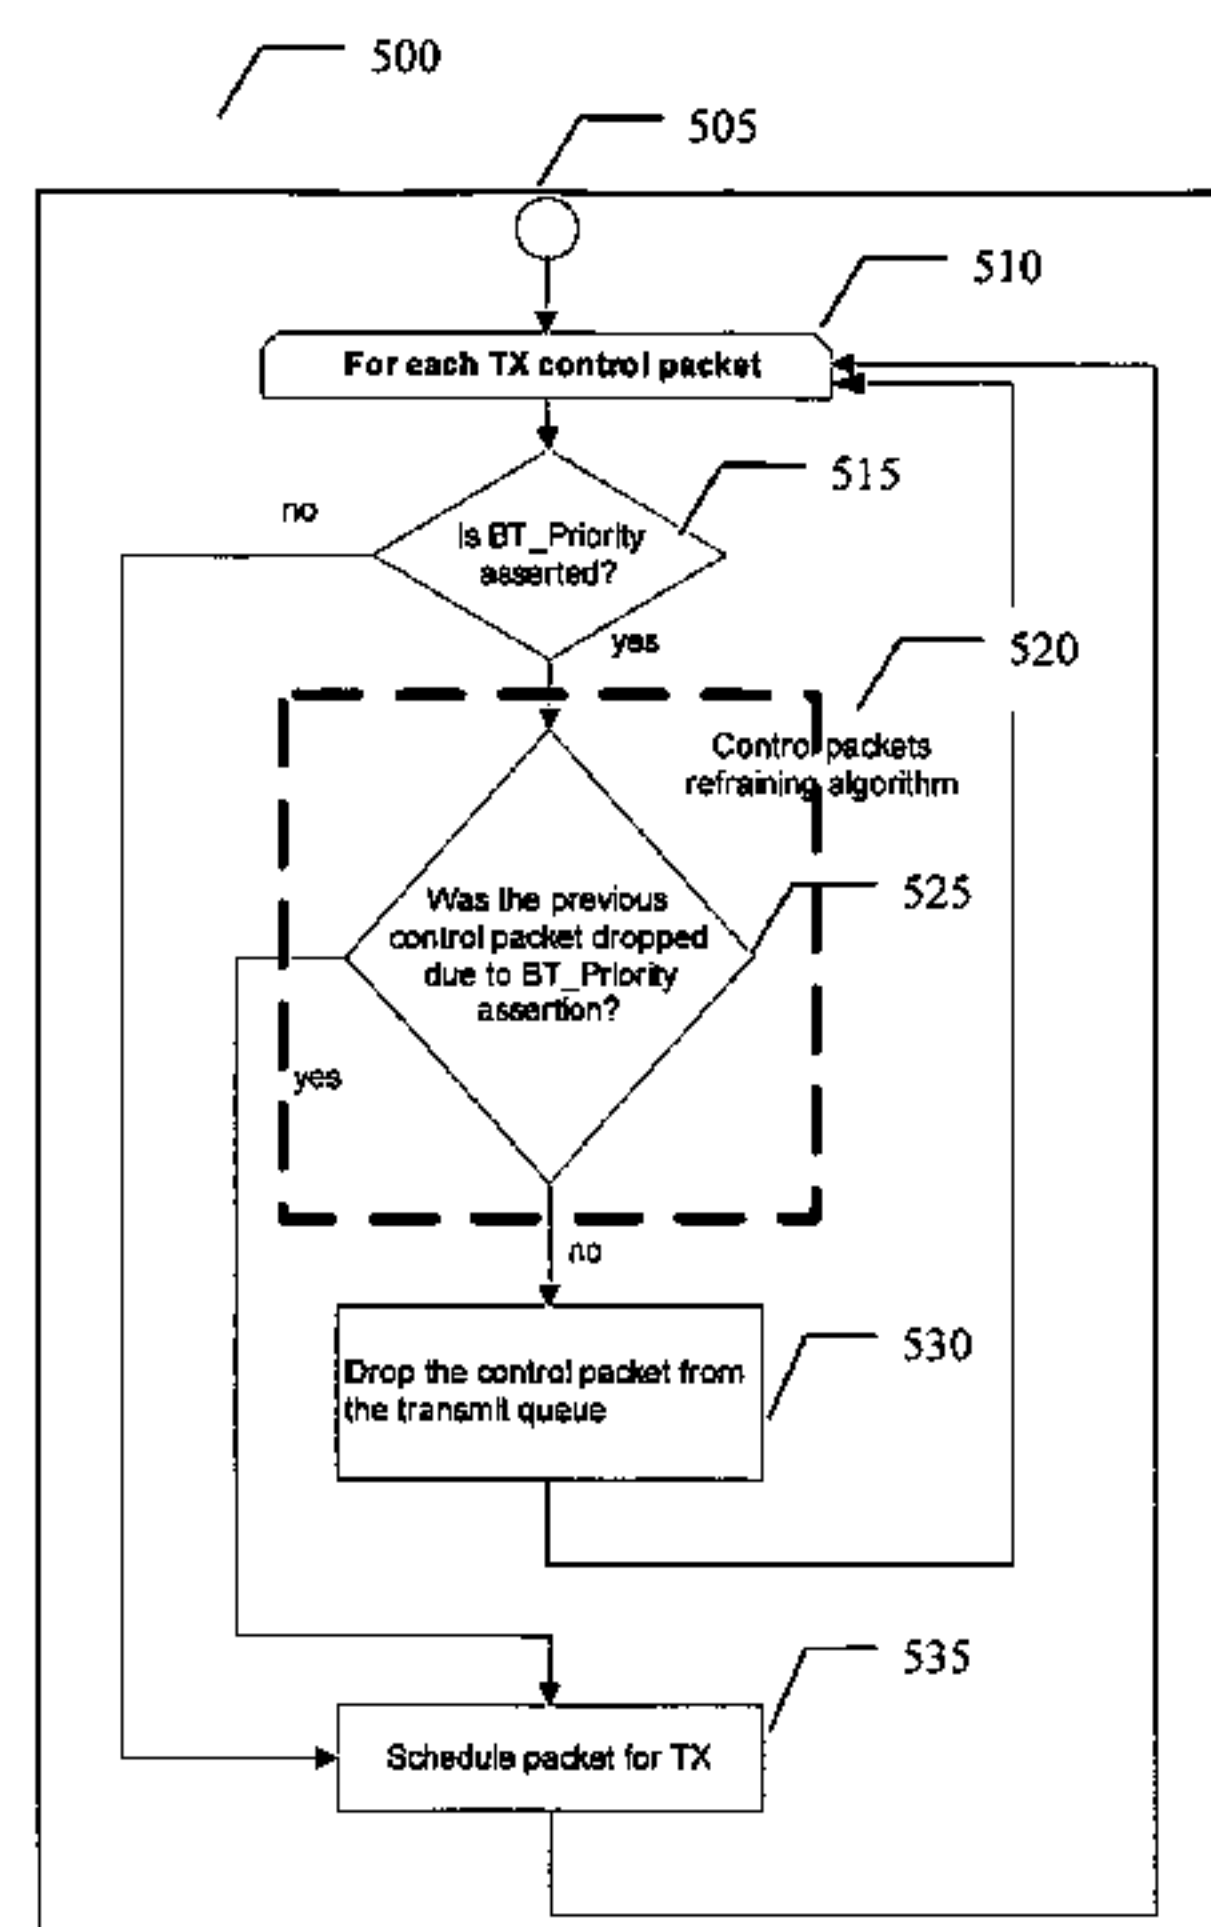 500
505
510
For each TX control packet
515
no
Is BT_Priority
asserted?
yes
520
Control packets
refraining algorithm
525
Was the previous
control packet dropped
due to BT_Priority
assertion?
yes
no
530
Drop the control packet from
the transmit queue
535
Schedule packet for TX